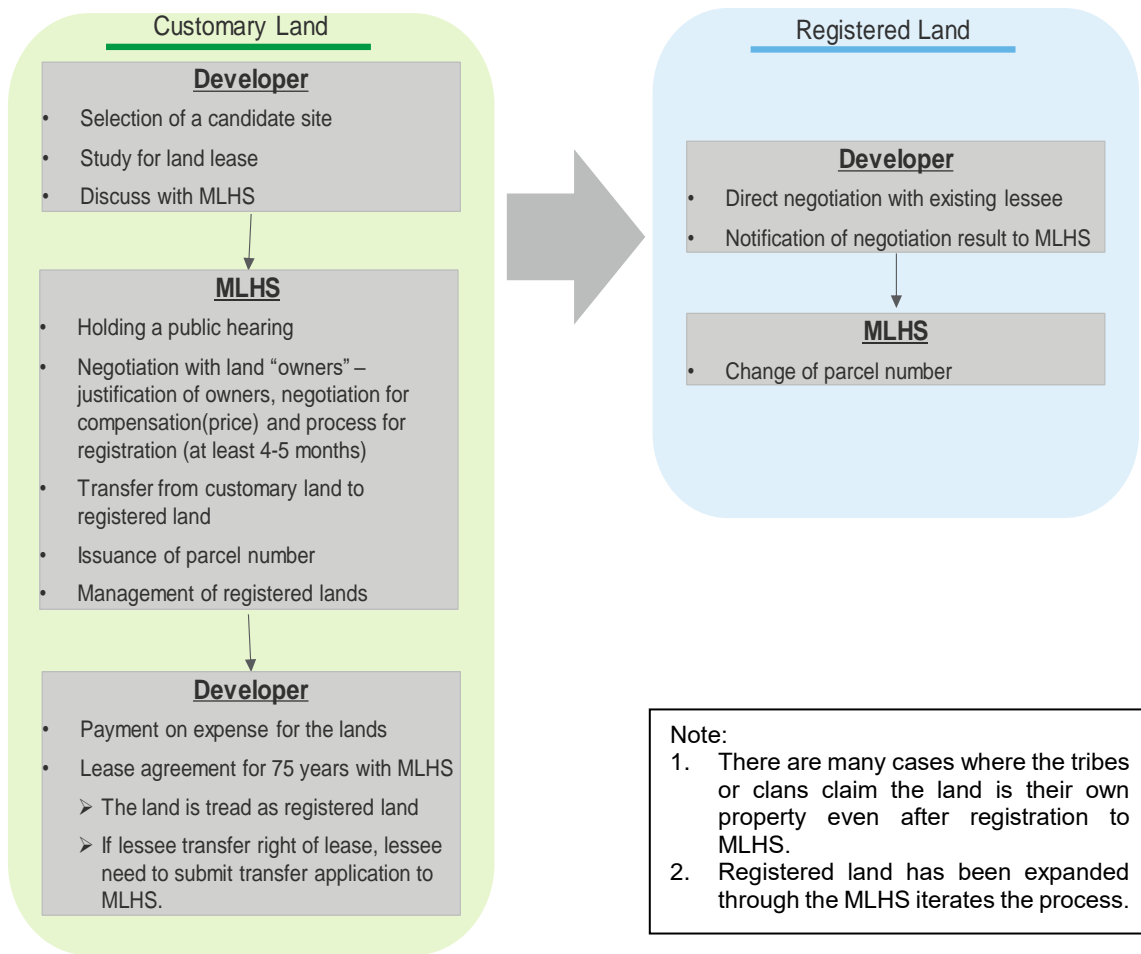 Customary Land
Developer
• Selection of a candidate site
• Study for land lease
• Discuss with MLHS
MLHS
• Holding a public hearing
• Negotiation with land “owners” –
justification of owners, negotiation for
compensation(price) and process for
registration (at least 4-5 months)
• Transfer from customary land to
registered land
• Issuance of parcel number
• Management of registered lands
Developer
• Payment on expense for the lands
• Lease agreement for 75 years with MLHS
➢ The land is tread as registered land
➢ If lessee transfer right of lease, lessee
need to submit transfer application to
MLHS.
Registered Land
Developer
• Direct negotiation with existing lessee
• Notification of negotiation result to MLHS
MLHS
• Change of parcel number
Note:
1. There are many cases where the tribes
or clans claim the land is their own
property even after registration to
MLHS.
2. Registered land has been expanded
through the MLHS iterates the process.